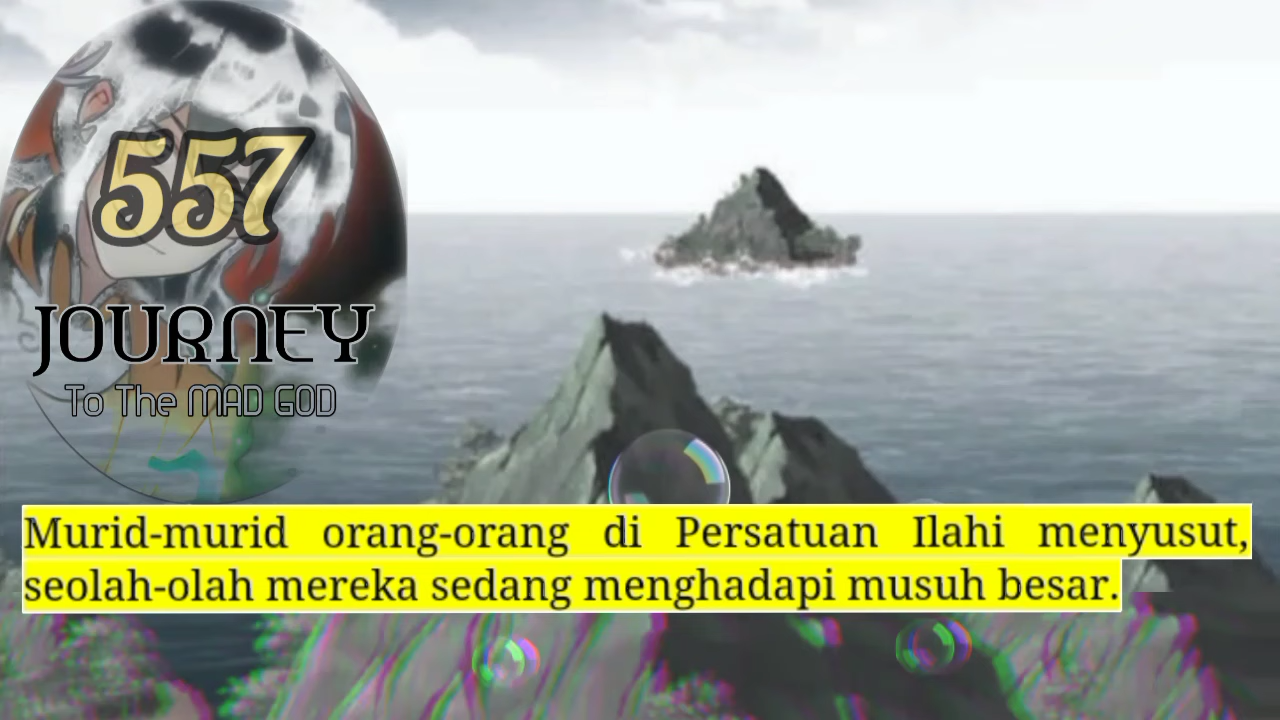 557
JOURNEY
To The MAD GOD
Murid-murid orang-orang di Persatuan Ilahi menyusut,
seolah-olah mereka sedang menghadapi musuh besar.